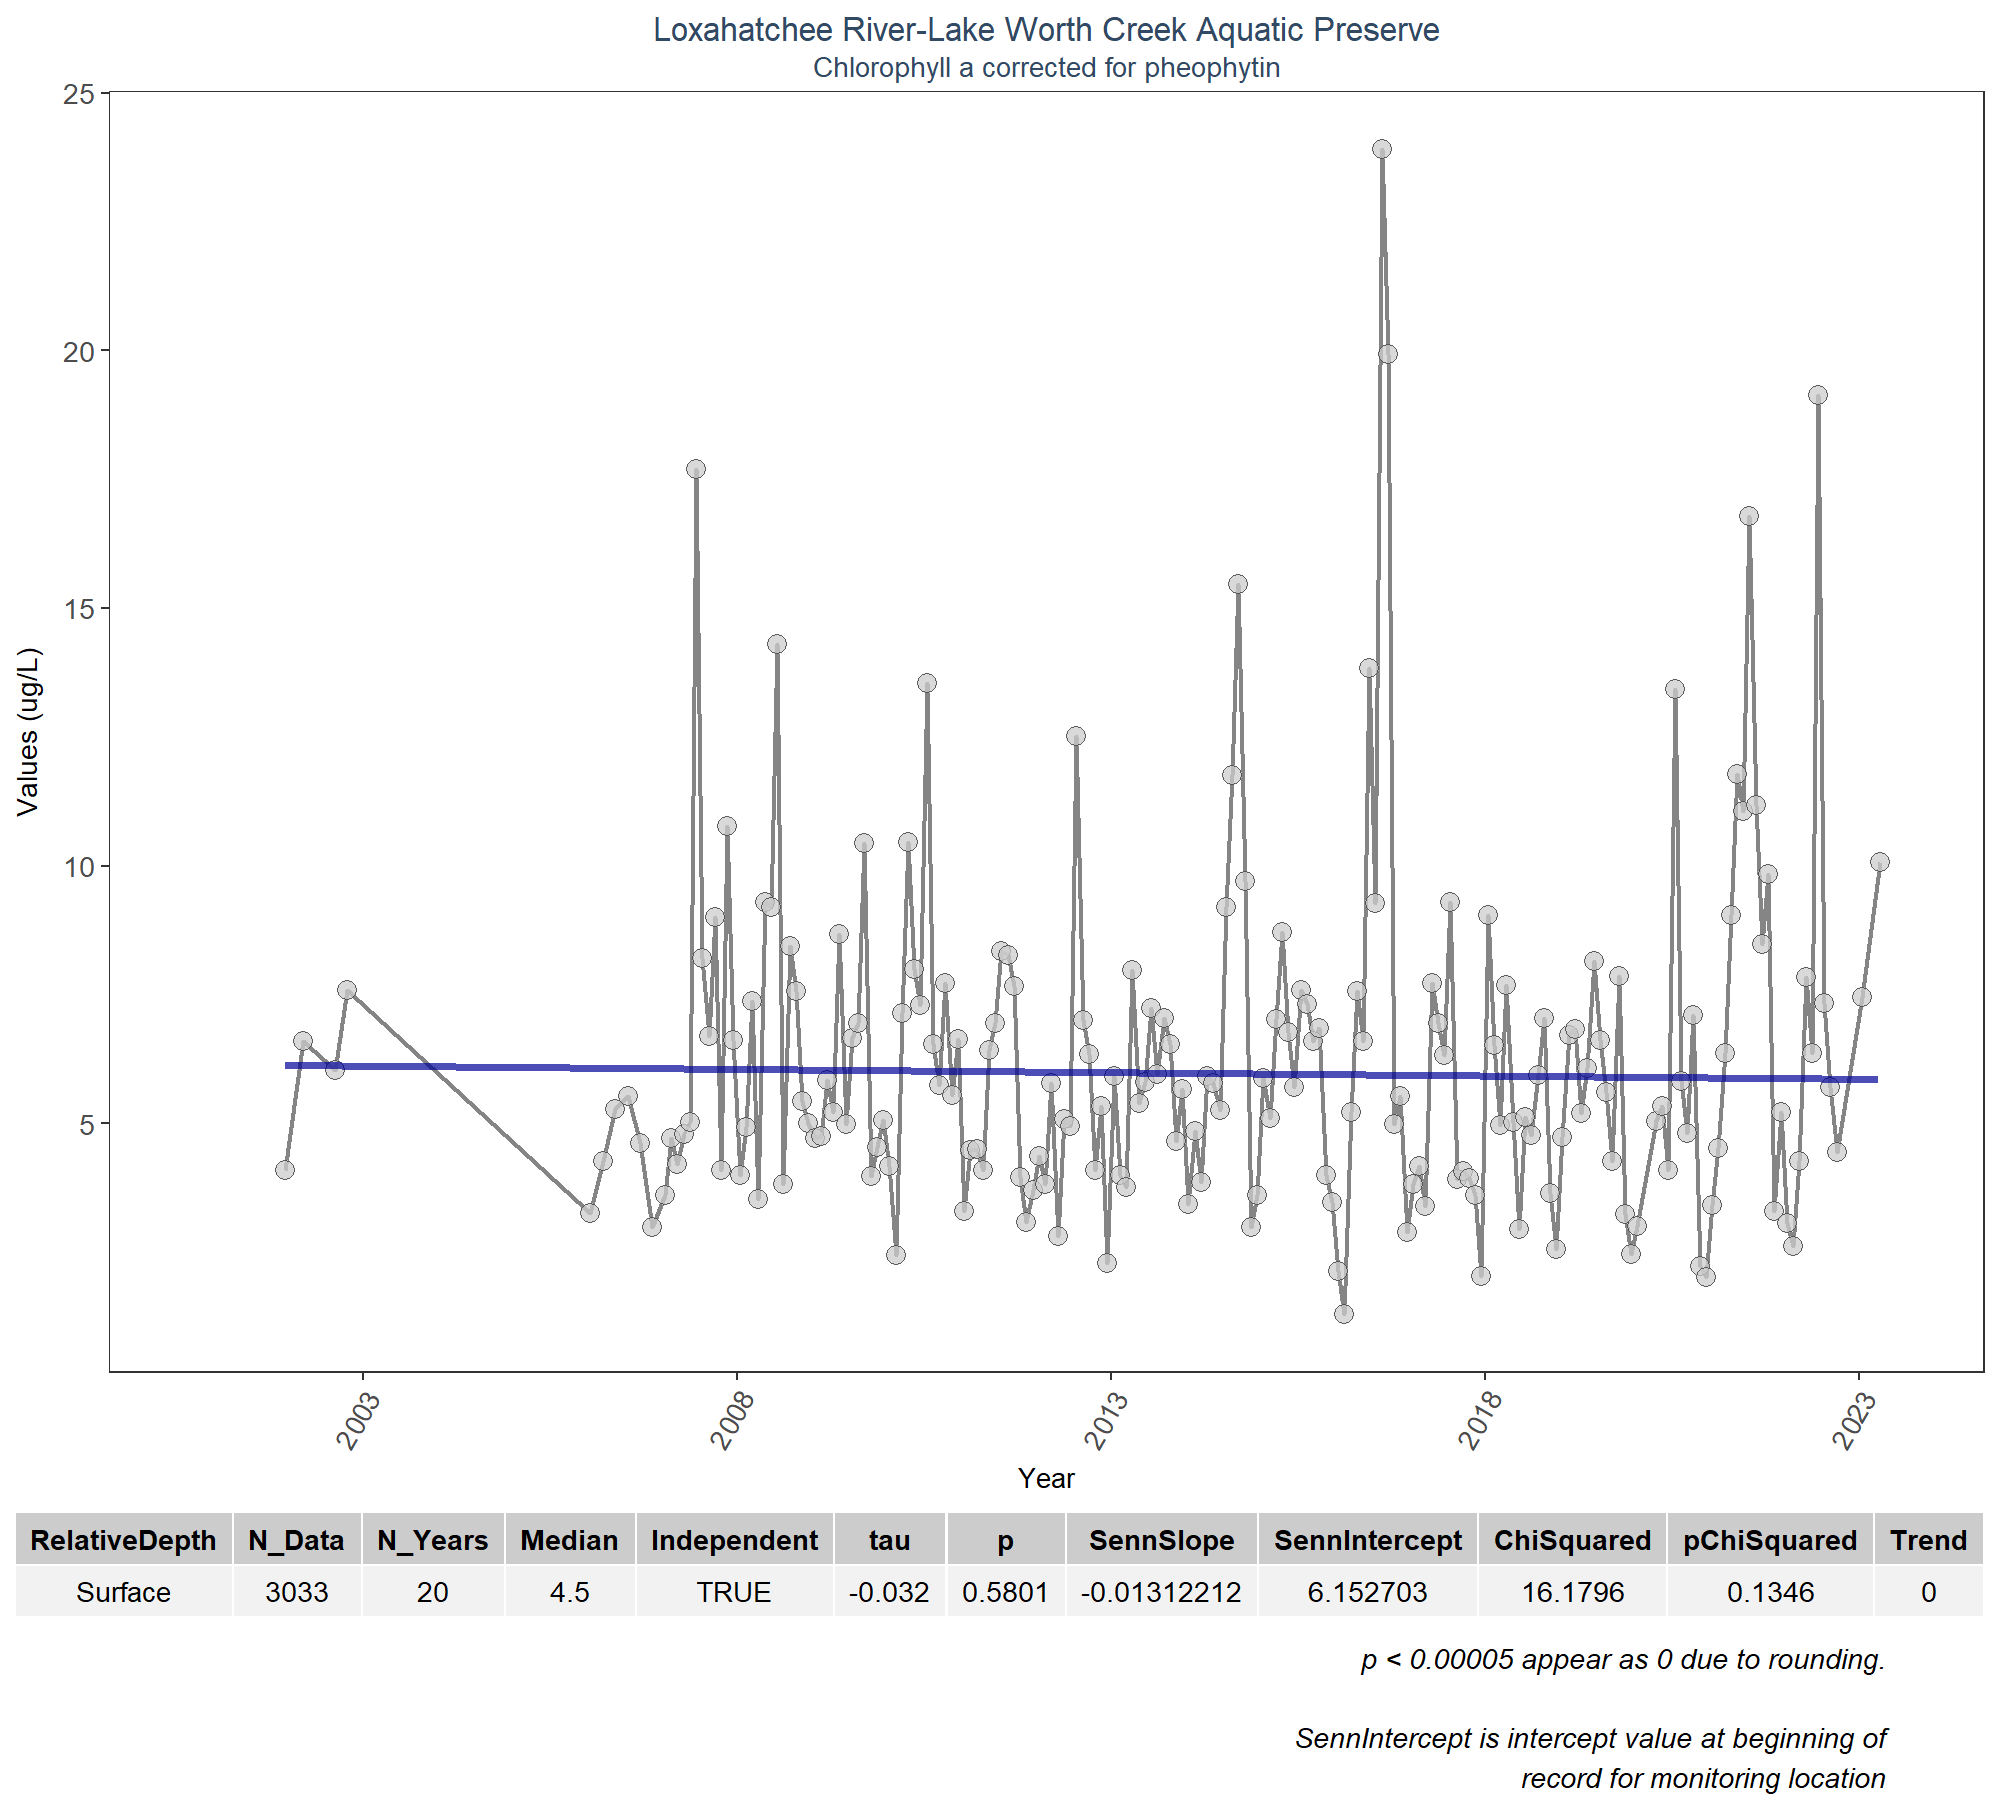 Loxahatchee River-Lake Worth Creek Aquatic Preserve
Chlorophyll a corrected for pheophytin
25
20
15
10
5
Values (ug/L)
2003
2008
2013
2018
2023
Year
RelativeDepth N_Data N_Years Median Independent tau p SennSlope SennIntercept ChiSquared pChiSquared Trend
Surface 3033 20 4.5 TRUE -0.032 0.5801 -0.01312212 6.152703 16.1796 0.1346 0
p < 0.00005 appear as 0 due to rounding.
SennIntercept is intercept value at beginning of
record for monitoring location